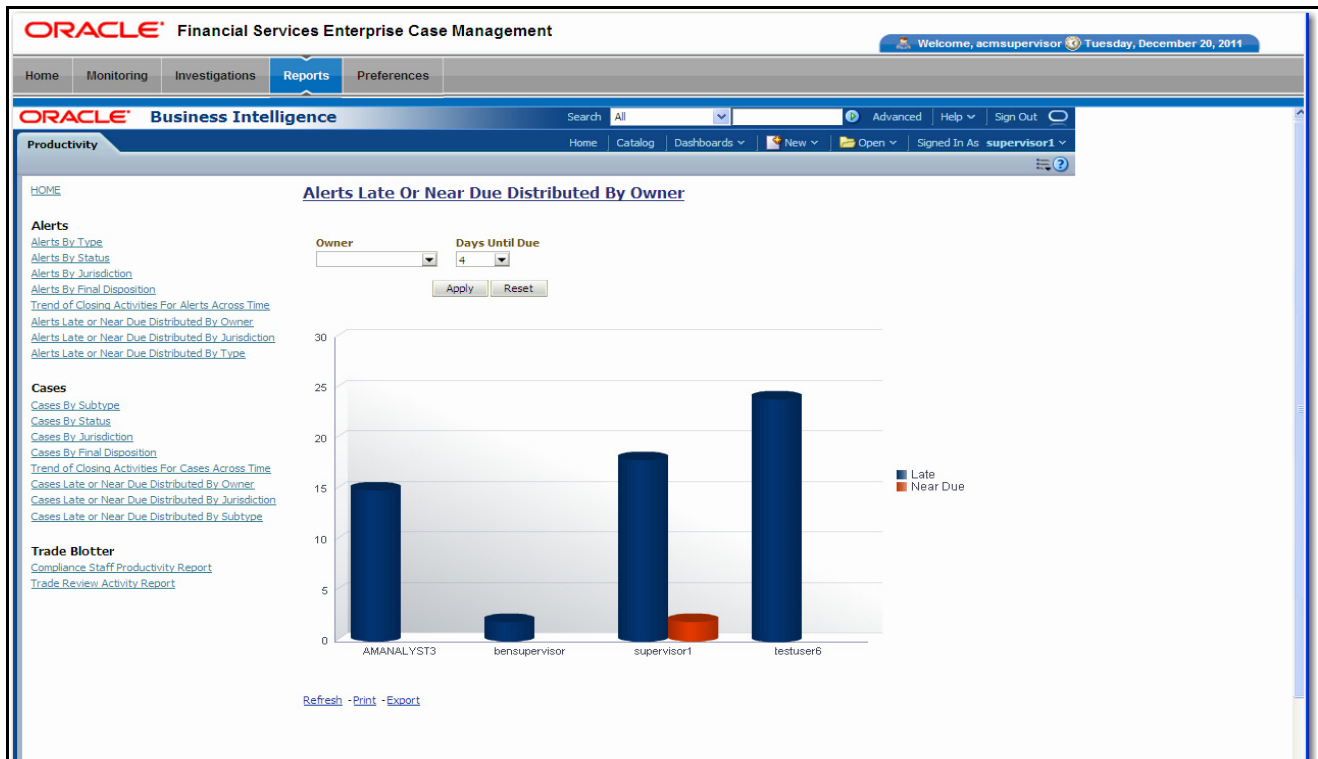 ORACLE Financial Services Enterprise Case Management
Welcome, acmsupervisor Tuesday, December 20, 2011
Home Monitoring Investigations Reports Preferences
ORACLE Business Intelligence
Search All Advanced Help Sign Out
Productivity
Home Catalog Dashboards New Open Signed In As supervisor1
HOME
Alerts
Alerts By Type
Alerts By Status
Alerts By Jurisdiction
Alerts By Final Disposition
Trend of Closing Activities For Alerts Across Time
Alerts Late or Near Due Distributed By Owner
Alerts Late or Near Due Distributed By Jurisdiction
Alerts Late or Near Due Distributed By Type
Cases
Cases By Subtype
Cases By Status
Cases By Jurisdiction
Cases By Final Disposition
Trend of Closing Activities For Cases Across Time
Cases Late or Near Due Distributed By Owner
Cases Late or Near Due Distributed By Jurisdiction
Cases Late or Near Due Distributed By Subtype
Trade Blotter
Compliance Staff Productivity Report
Trade Review Activity Report
Alerts Late Or Near Due Distributed By Owner
Owner Days Until Due
4
Apply Reset
30
25
20
15
10
5
0
AMANALYST3 bensupervisor supervisor1 testuser6
Late
Near Due
Refresh - Print - Export